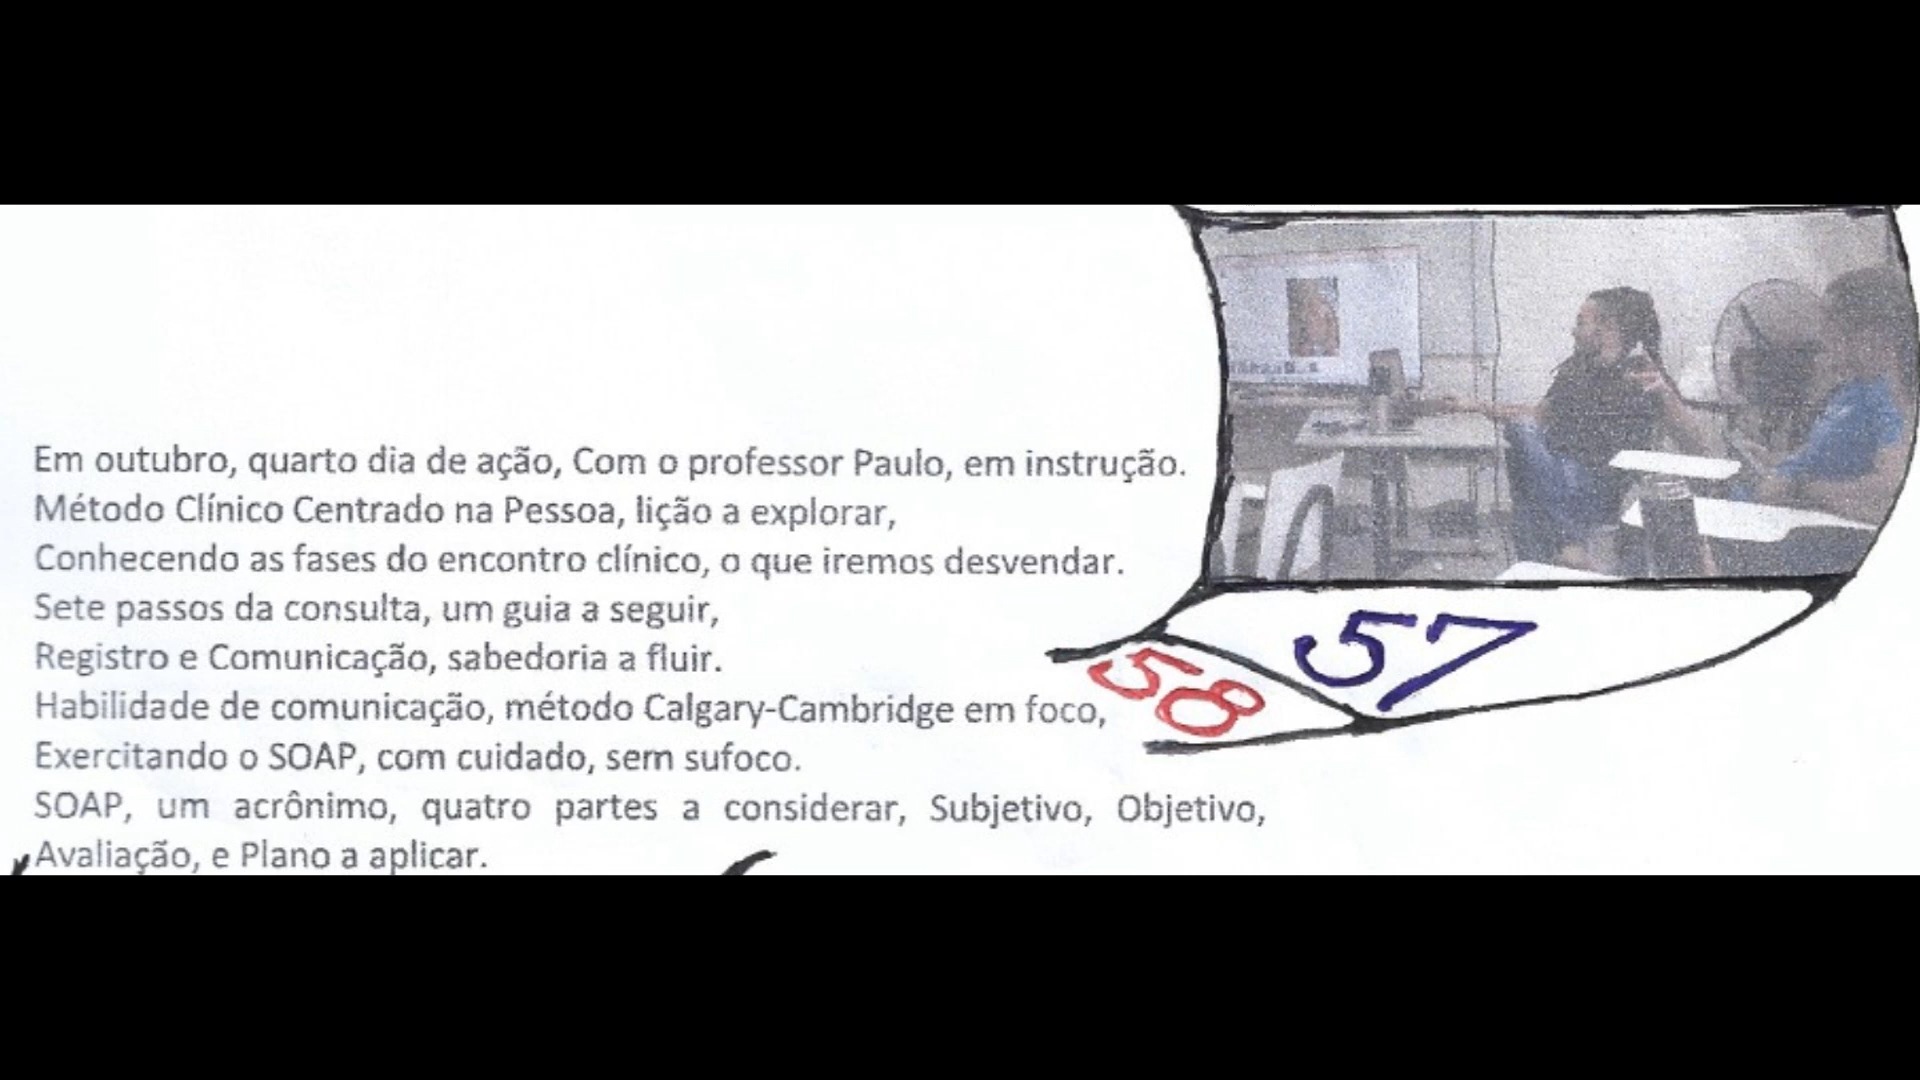 Em outubro, quarto dia de ação, Com o professor Paulo, em instrução.
Método Clínico Centrado na Pessoa, lição a explorar,
Conhecendo as fases do encontro clínico, o que iremos desvendar.
Sete passos da consulta, um guia a seguir,
Registro e Comunicação, sabedoria a fluir.
Habilidade de comunicação, método Calgary-Cambridge em foco,
Exercitando o SOAP, com cuidado, sem sufoco.
SOAP, um acrônimo, quatro partes a considerar, Subjetivo, Objetivo,
Avaliação, e Plano a aplicar.
57
58